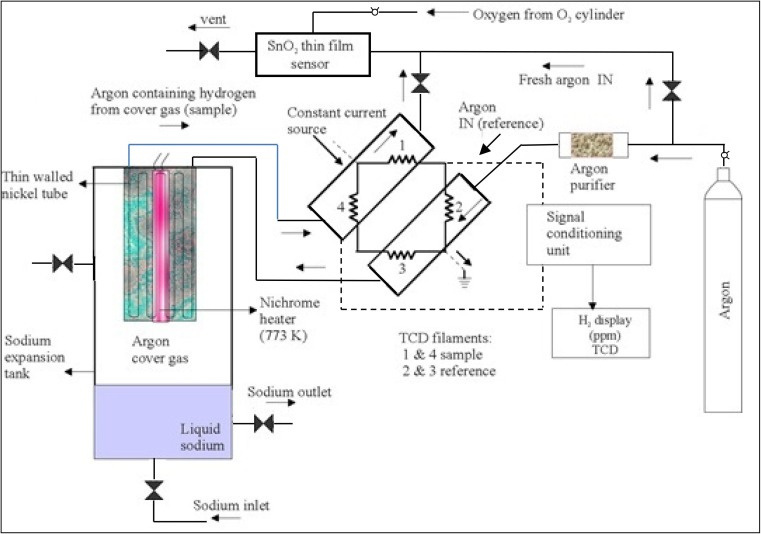 vent
Oxygen from O₂ cylinder
SnO₂ thin film
sensor
Fresh argon IN
Argon containing hydrogen
from cover gas (sample)
Constant current
source
Argon
IN (reference)
1
2
3
4
Argon
purifier
Thin walled
nickel tube
Signal
conditioning
unit
Nichrome
heater
(773 K)
Argon
cover gas
H₂ display
(ppm)
TCD
Argon
TCD filaments:
1 & 4 sample
2 & 3 reference
Sodium
expansion
tank
Sodium outlet
Liquid
sodium
Sodium inlet